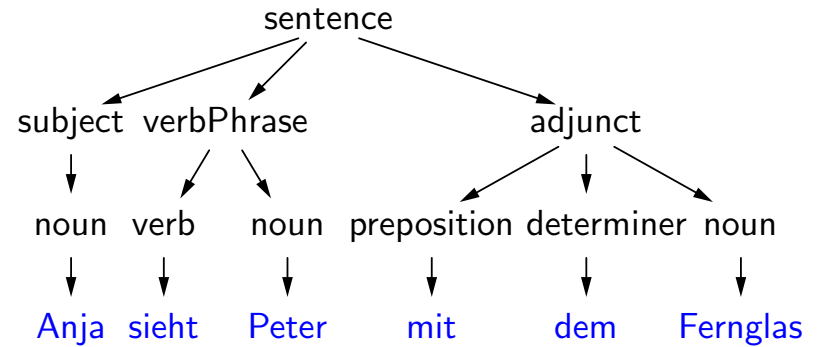 sentence
subject verbPhrase adjunct
noun verb noun preposition determiner noun
Anja sieht Peter mit dem Fernglas